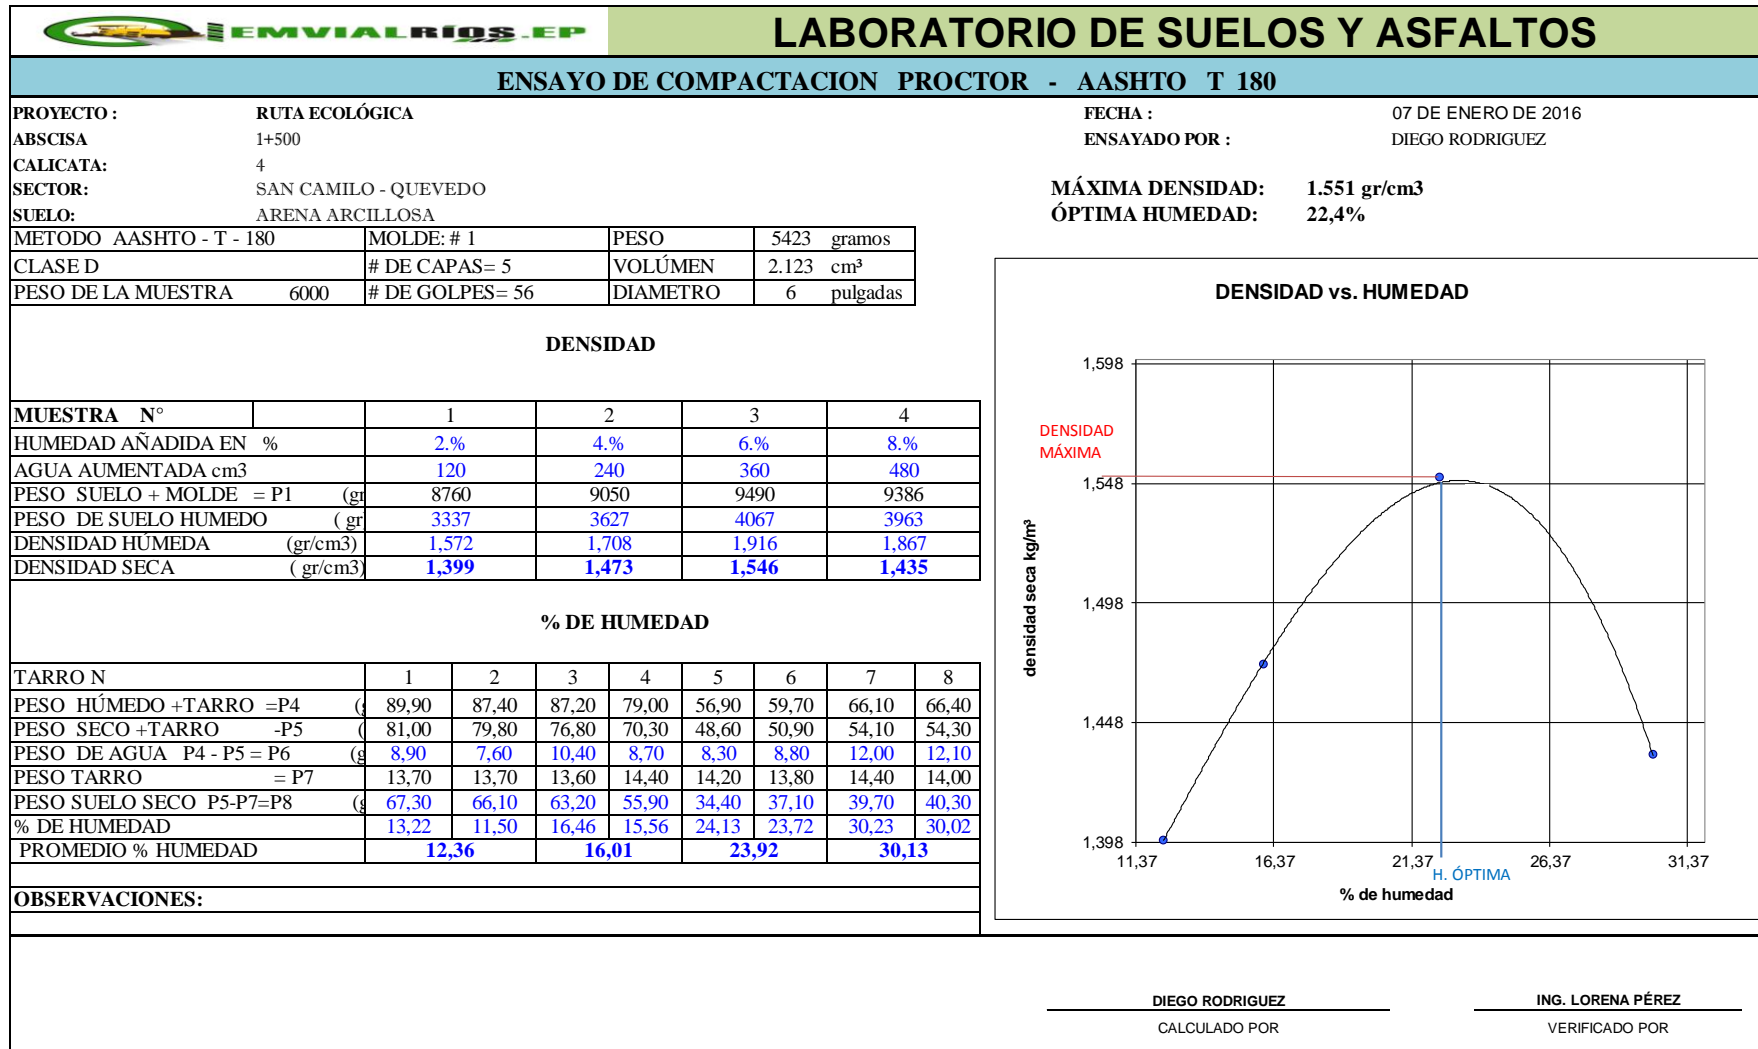 EMVIALRÍOS.EP
LABORATORIO DE SUELOS Y ASFALTOS
ENSAYO DE COMPACTACION PROCTOR - AASHTO T 180
PROYECTO : RUTA ECOLÓGICA FECHA : 07 DE ENERO DE 2016
ABSCISA 1+500 ENSAYADO POR : DIEGO RODRIGUEZ
CALICATA: 4
SECTOR: SAN CAMILO - QUEVEDO MÁXIMA DENSIDAD: 1.551 gr/cm3
SUELO: ARENA ARCILLOSA ÓPTIMA HUMEDAD: 22,4%
METODO AASHTO - T - 180 MOLDE: # 1 PESO 5423 gramos
CLASE D # DE CAPAS= 5 VOLÚMEN 2.123 cm³
PESO DE LA MUESTRA 6000 # DE GOLPES= 56 DIAMETRO 6 pulgadas
DENSIDAD
MUESTRA N° 1 2 3 4
HUMEDAD AÑADIDA EN % 2.% 4.% 6.% 8.%
AGUA AUMENTADA cm3 120 240 360 480
PESO SUELO + MOLDE = P1 (gr 8760 9050 9490 9386
PESO DE SUELO HUMEDO ( gr 3337 3627 4067 3963
DENSIDAD HÚMEDA (gr/cm3) 1,572 1,708 1,916 1,867
DENSIDAD SECA ( gr/cm3) 1,399 1,473 1,546 1,435
% DE HUMEDAD
TARRO N 1 2 3 4 5 6 7 8
PESO HÚMEDO +TARRO =P4 (g 89,90 87,40 87,20 79,00 56,90 59,70 66,10 66,40
PESO SECO +TARRO -P5 ( 81,00 79,80 76,80 70,30 48,60 50,90 54,10 54,30
PESO DE AGUA P4 - P5 = P6 (g 8,90 7,60 10,40 8,70 8,30 8,80 12,00 12,10
PESO TARRO = P7 13,70 13,70 13,60 14,40 14,20 13,80 14,40 14,00
PESO SUELO SECO P5-P7=P8 (g 67,30 66,10 63,20 55,90 34,40 37,10 39,70 40,30
% DE HUMEDAD 13,22 11,50 16,46 15,56 24,13 23,72 30,23 30,02
PROMEDIO % HUMEDAD 12,36 16,01 23,92 30,13
OBSERVACIONES:
DENSIDAD vs. HUMEDAD
1,598
DENSIDAD
MÁXIMA
1,548
densidad seca kg/m³
1,498
1,448
1,398
11,37 16,37 21,37 26,37 31,37
H. ÓPTIMA
% de humedad
DIEGO RODRIGUEZ ING. LORENA PÉREZ
CALCULADO POR VERIFICADO POR